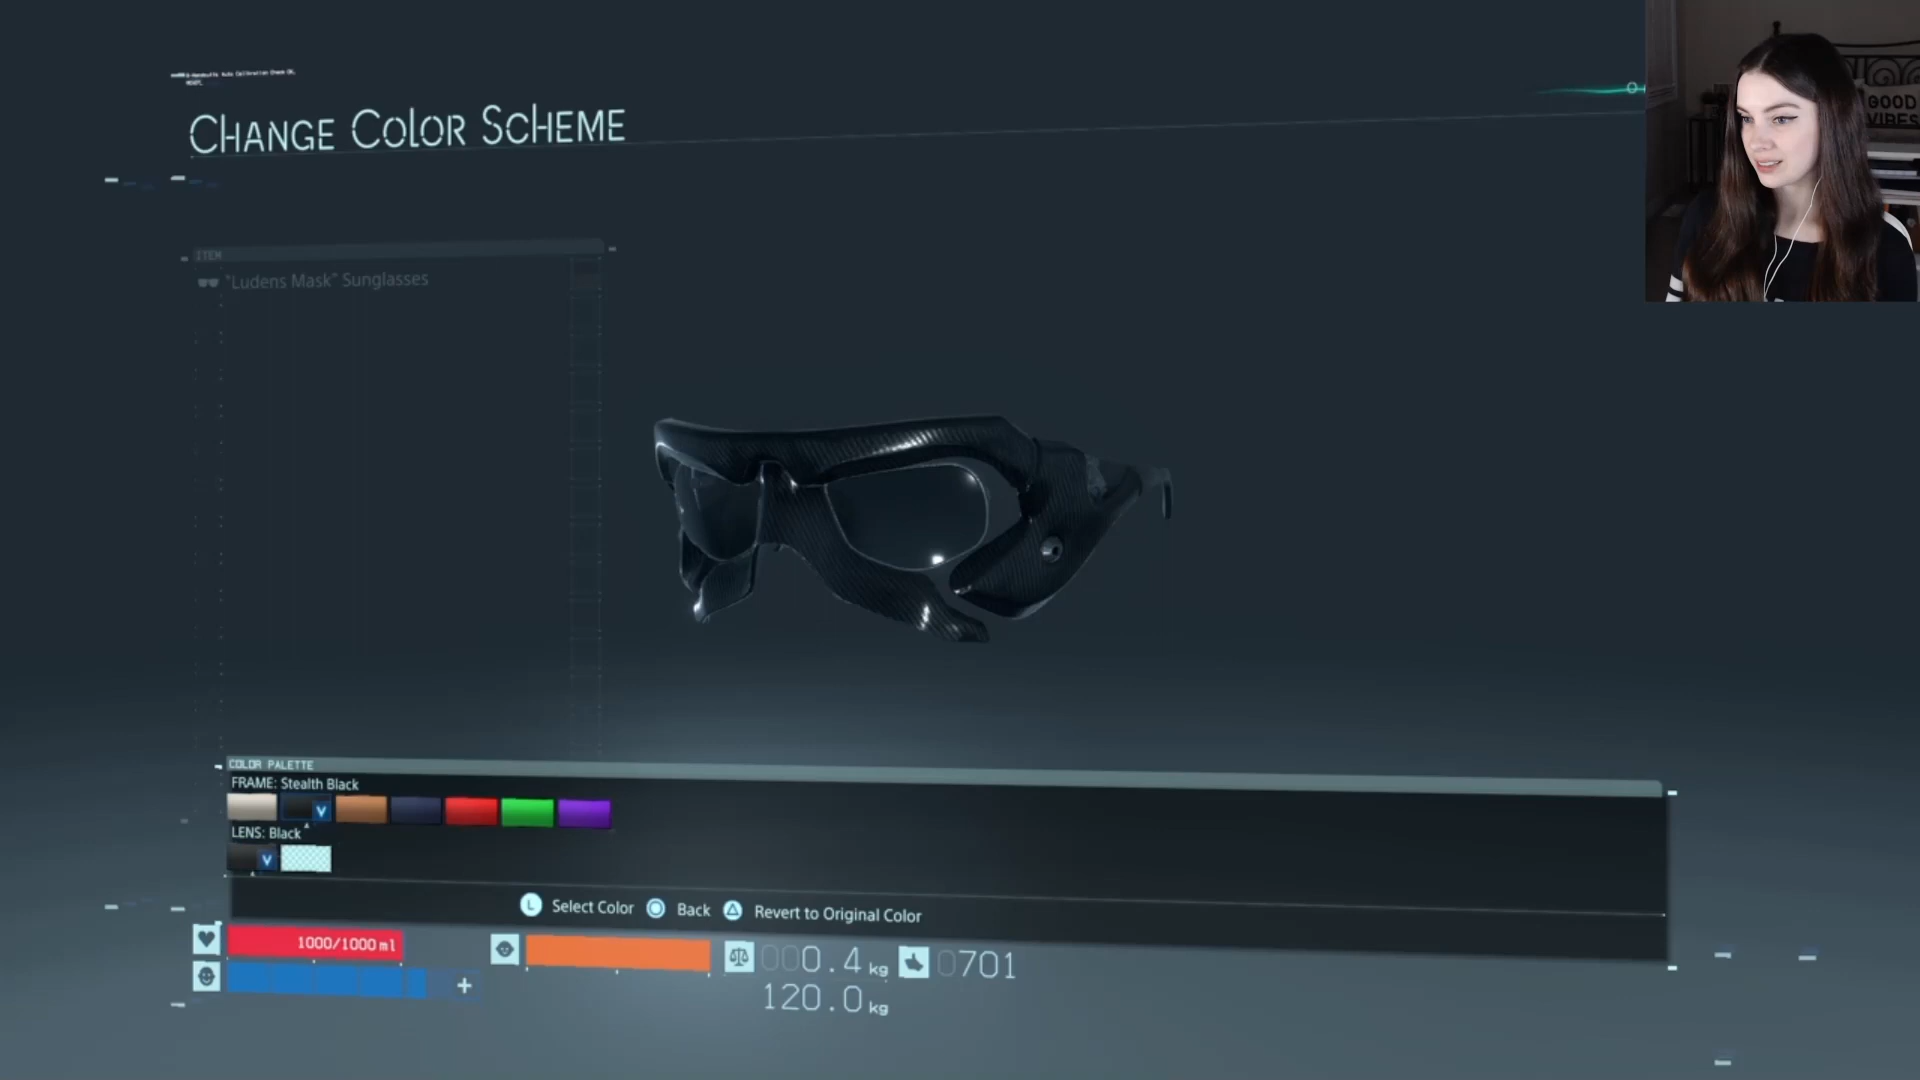 CHANGE COLOR SCHEME
GOOD
VIBES
ITEM
"Ludens Mask" Sunglasses
COLOR PALETTE
FRAME: Stealth Black
LENS: Black
L Select Color Back Revert to Original Color
1000/1000 ml
000.4 kg
0701
120.0 kg